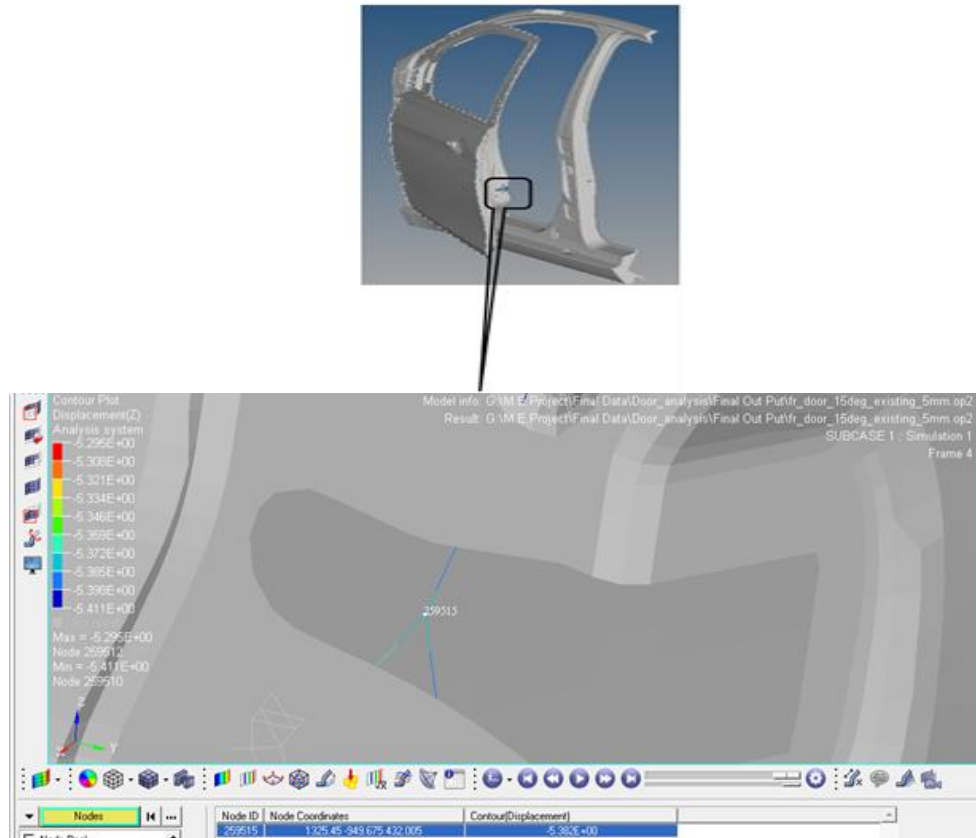 Contour Plot
Displacement(Z)
Analysis system
-5.295E+00
-5.308E+00
-5.321E+00
-5.334E+00
-5.346E+00
-5.359E+00
-5.372E+00
-5.385E+00
-5.398E+00
-5.411E+00
Max = -5.295E+00
Node 259512
Min = -5.411E+00
Node 259510
Model info: G:\M.E.Project\Final Data\Door_analysis\Final Out Put\fr_door_15deg_existing_5mm.op2
Result: G:\M.E.Project\Final Data\Door_analysis\Final Out Put\fr_door_15deg_existing_5mm.op2
SUBCASE 1 : Simulation 1
Frame 4
259515
Z
Y
Nodes
Node ID Node Coordinates Contour(Displacement)
259515 1325.45 -949.675 432.005 -5.382E+00